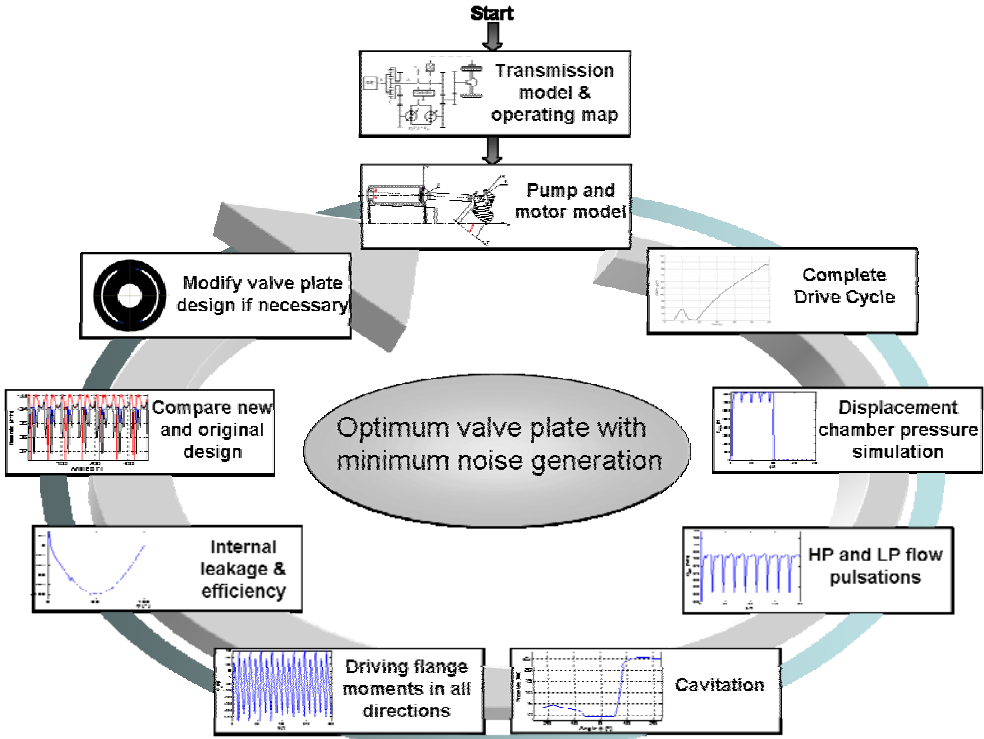 Start
Transmission
model &
operating map
Pump and
motor model
Complete
Drive Cycle
Displacement
chamber pressure
simulation
HP and LP flow
pulsations
Cavitation
Driving flange
moments in all
directions
Internal
leakage &
efficiency
Compare new
and original
design
Modify valve plate
design if necessary
Optimum valve plate with
minimum noise generation